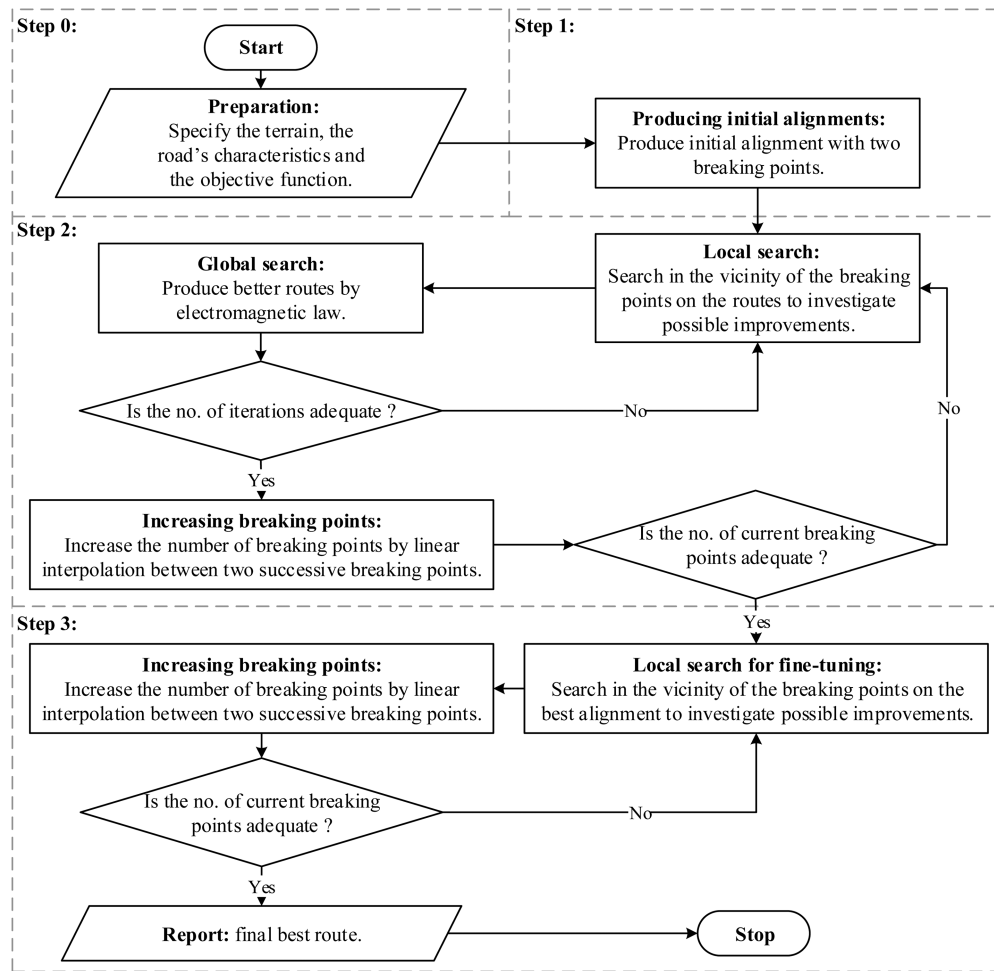 Step 0:
Start
Preparation:
Specify the terrain, the
road's characteristics and
the objective function.
Step 1:
Producing initial alignments:
Produce initial alignment with two
breaking points.
Step 2:
Global search:
Produce better routes by
electromagnetic law.
Local search:
Search in the vicinity of the breaking
points on the routes to investigate
possible improvements.
Is the no. of iterations adequate ?
No
No
Yes
Increasing breaking points:
Increase the number of breaking points by linear
interpolation between two successive breaking points.
Is the no. of current breaking
points adequate ?
Yes
Step 3:
Increasing breaking points:
Increase the number of breaking points by linear
interpolation between two successive breaking points.
Local search for fine-tuning:
Search in the vicinity of the breaking points on the
best alignment to investigate possible improvements.
Is the no. of current breaking
points adequate ?
No
Yes
Report: final best route.
Stop